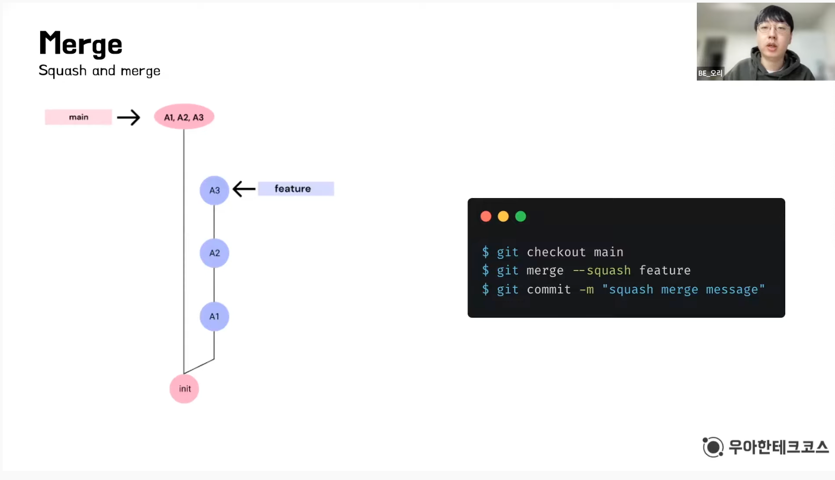 Merge
Squash and merge
BE_오리
main
A1, A2, A3
A3
feature
A2
A1
init
$ git checkout main
$ git merge --squash feature
$ git commit -m "squash merge message"
우아한테크코스